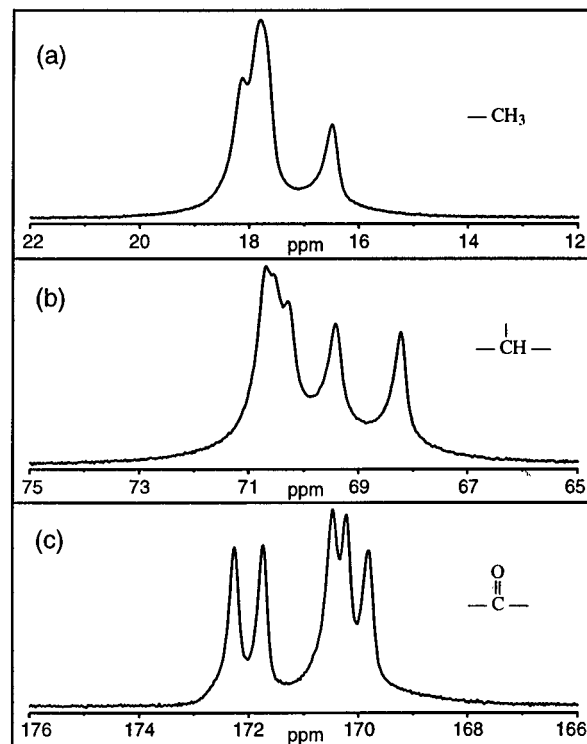 (a)
— CH₃
22 20 18 ppm 16 14 12
(b)
|
— CH —
75 73 71 ppm 69 67 65
(c)
O
||
— C —
176 174 172 ppm 170 168 166